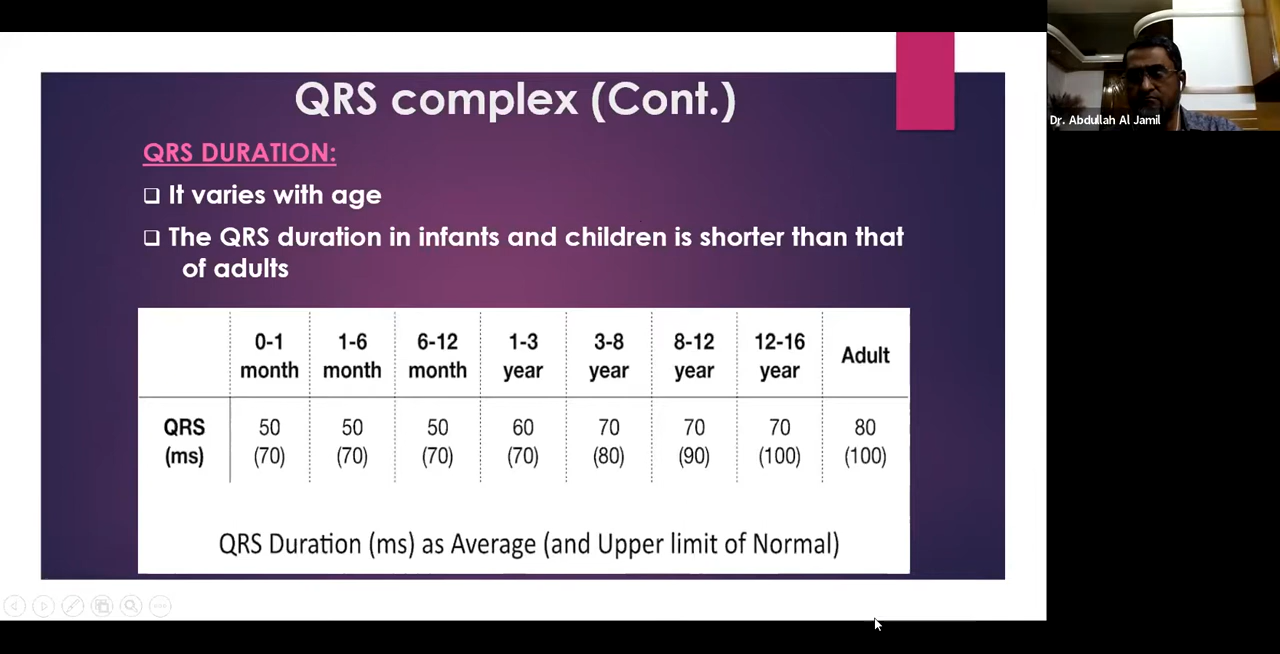 QRS complex (Cont.)
Dr. Abdullah Al Jamil
QRS DURATION:
It varies with age
The QRS duration in infants and children is shorter than that
of adults
0-1 1-6 6-12 1-3 3-8 8-12 12-16 Adult
month month month year year year year
QRS 50 50 50 60 70 70 70 80
(ms) (70) (70) (70) (70) (80) (90) (100) (100)
QRS Duration (ms) as Average (and Upper limit of Normal)